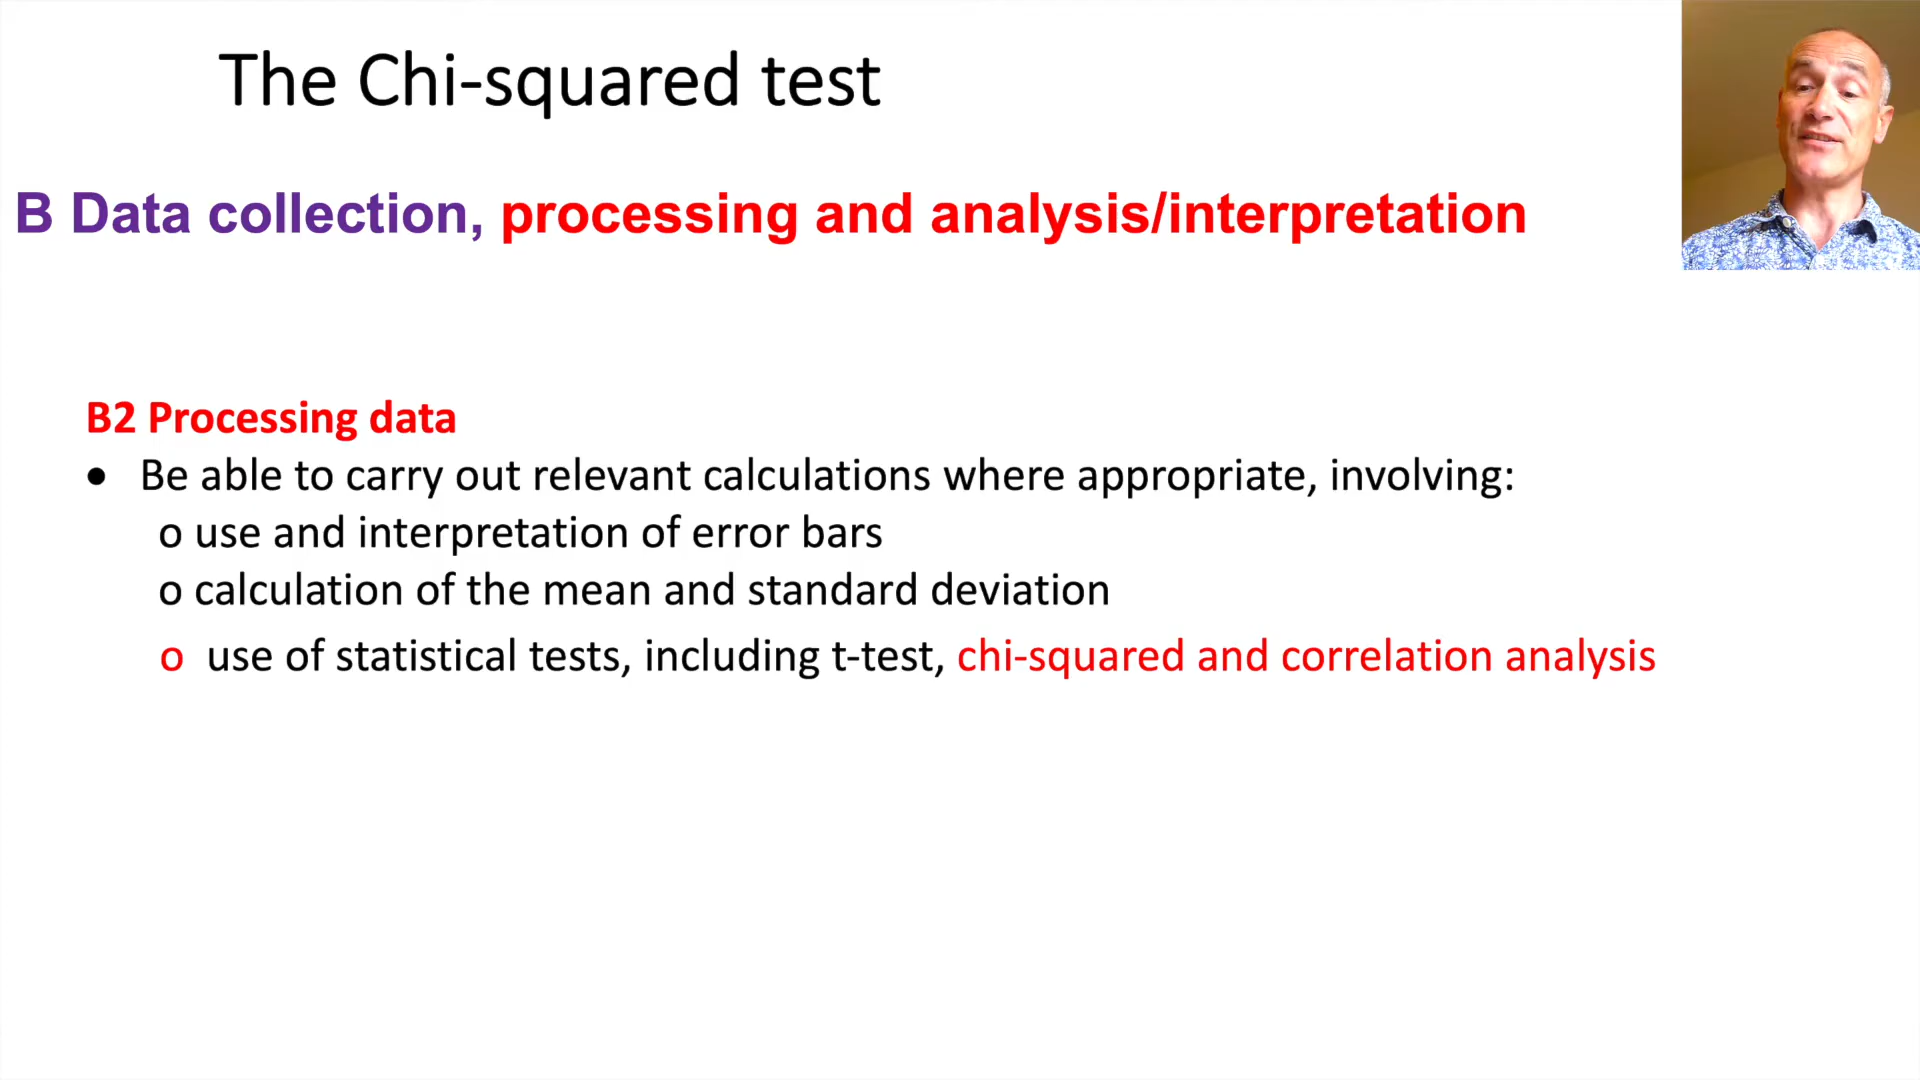 The Chi-squared test
B Data collection, processing and analysis/interpretation
B2 Processing data
• Be able to carry out relevant calculations where appropriate, involving:
o use and interpretation of error bars
o calculation of the mean and standard deviation
o use of statistical tests, including t-test, chi-squared and correlation analysis